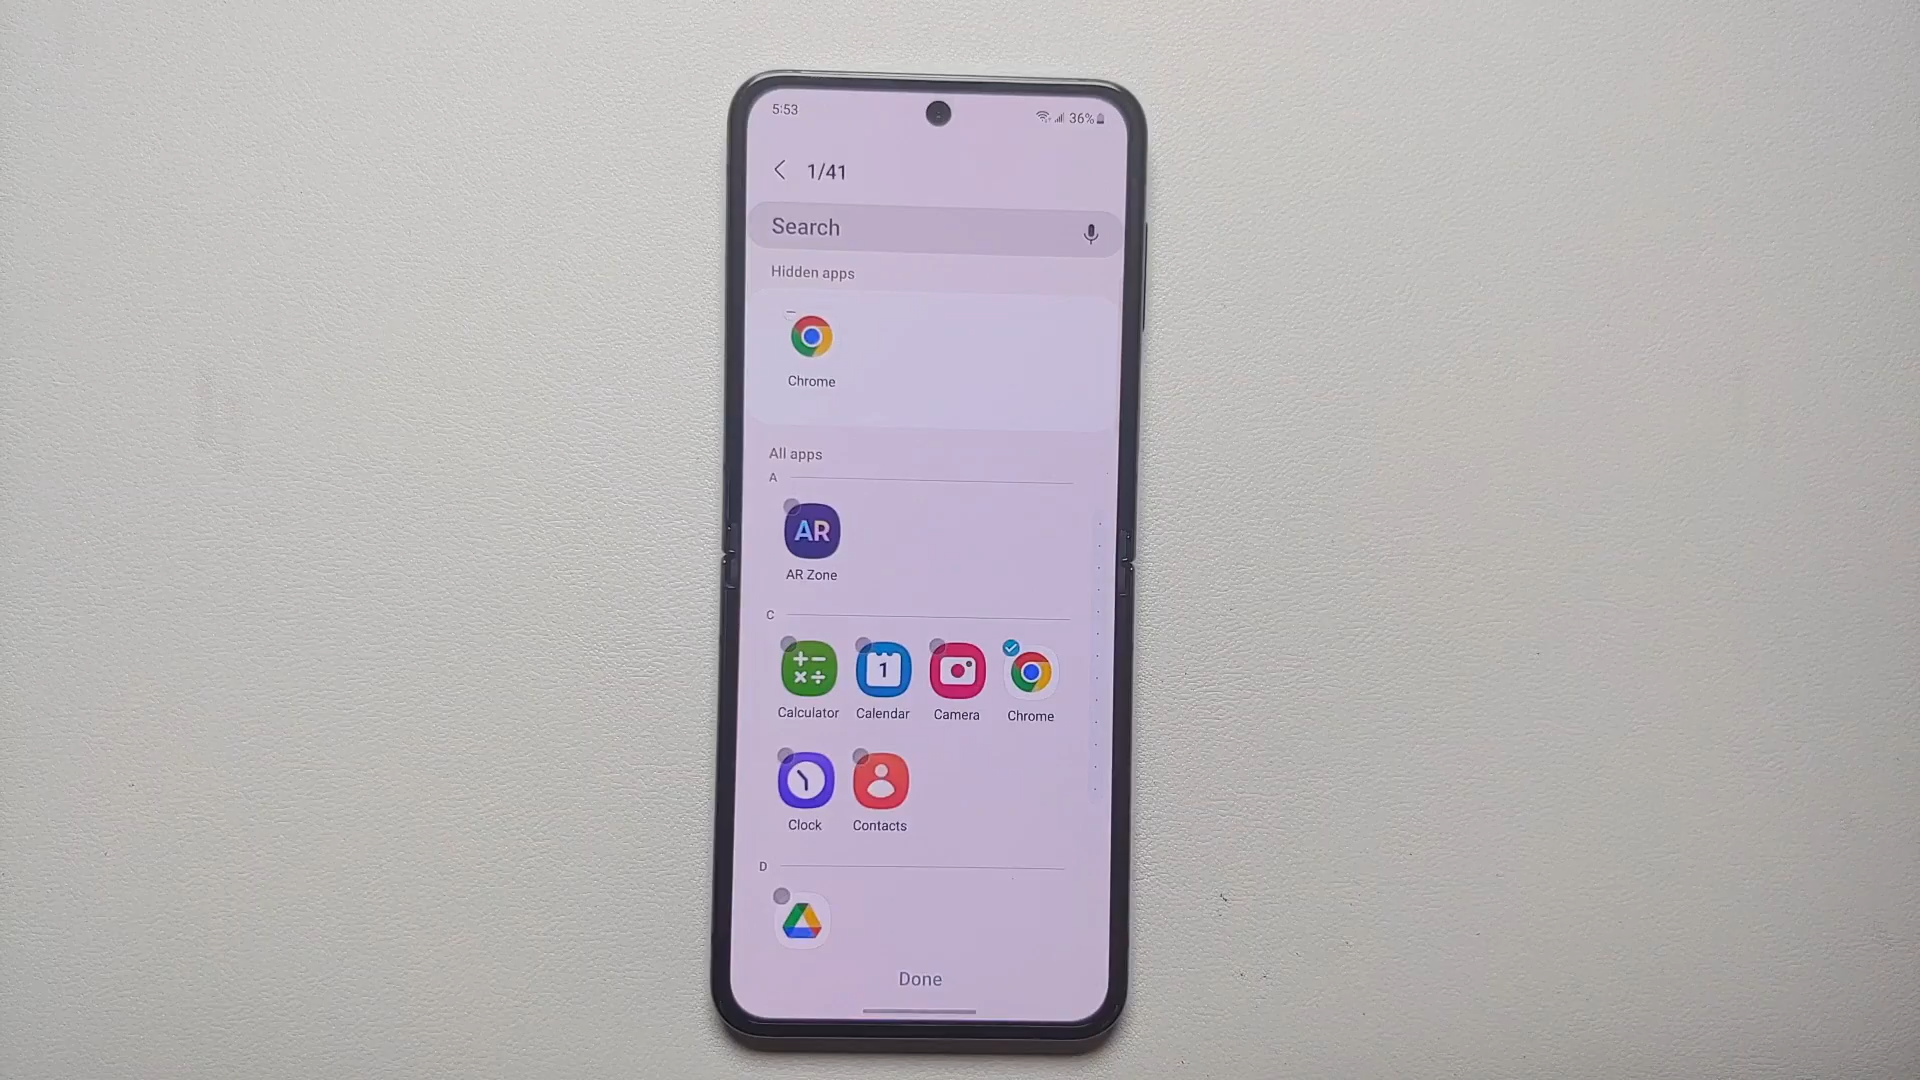 5:53
36%
1/41
Search
Hidden apps
Chrome
All apps
A
AR
AR Zone
C
1
Calculator Calendar Camera Chrome
Clock Contacts
D
Done